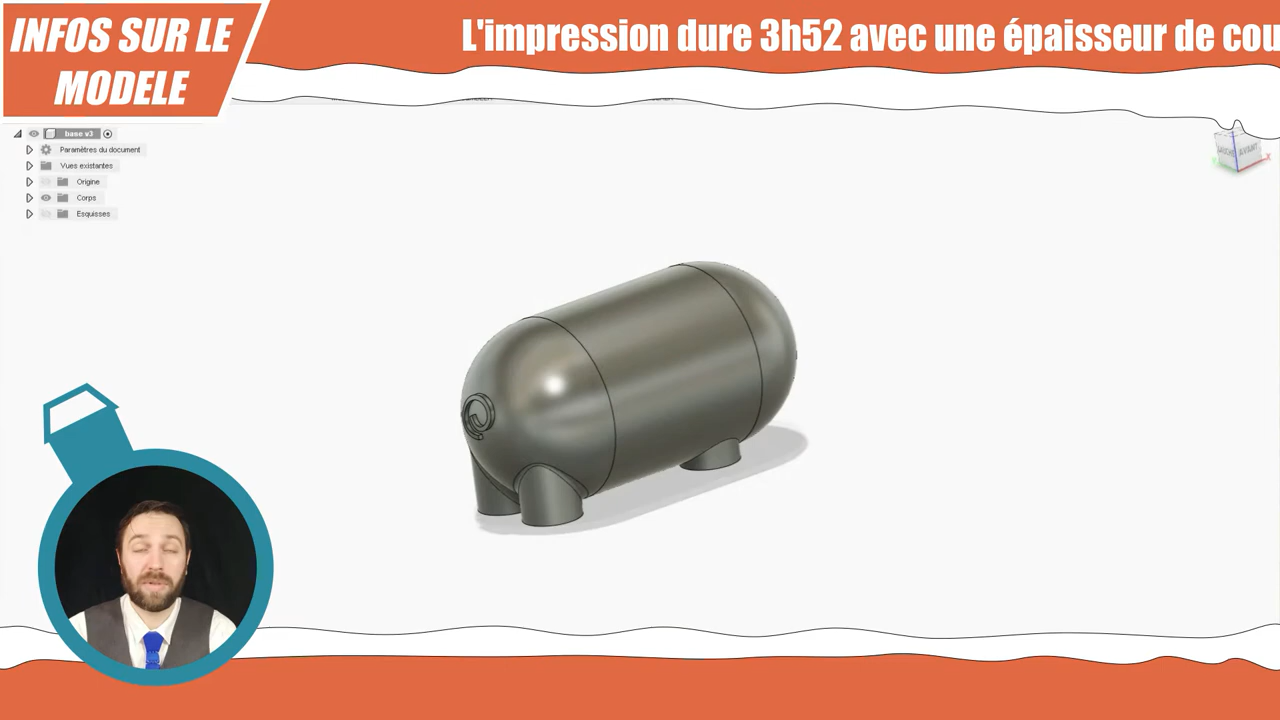 INFOS SUR LE
MODELE
L'impression dure 3h52 avec une épaisseur de cou
base v3
Paramètres du document
Vues existantes
Origine
Corps
Esquisses
AVANT
X